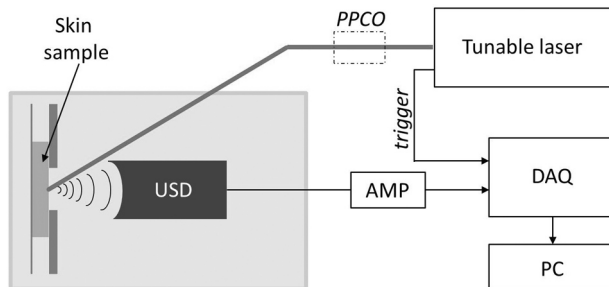 Skin
sample
PPCO
Tunable laser
trigger
USD
AMP
DAQ
PC